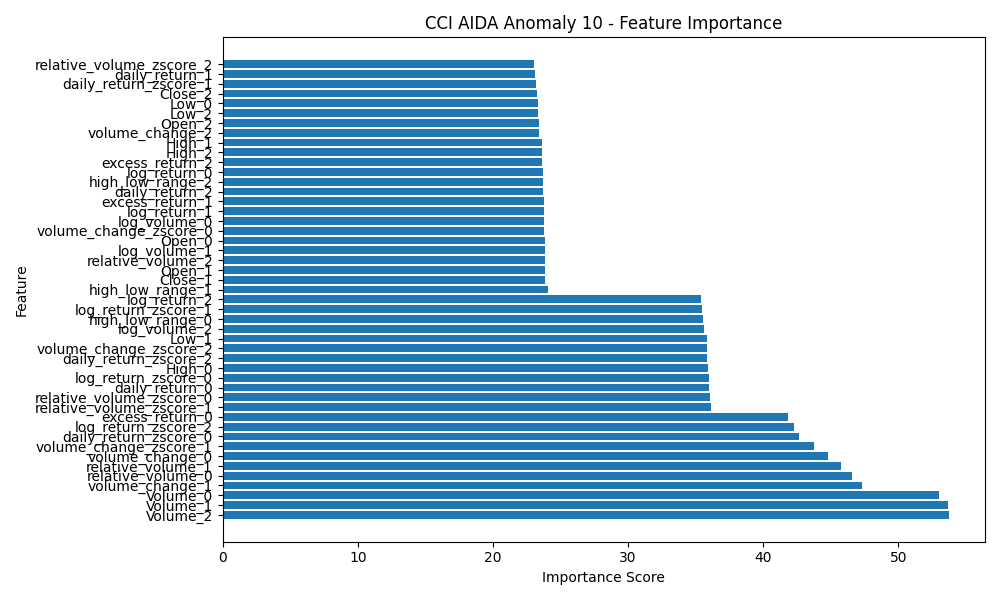 CCI AIDA Anomaly 10 - Feature Importance
relative_volume_zscore_2
daily_return_1
daily_return_zscore_1
Close_2
Low_0
Low_2
Open_2
volume_change_2
High_1
High_2
excess_return_2
log_return_0
high_low_range_2
daily_return_2
excess_return_1
log_return_1
log_volume_0
volume_change_zscore_0
Open_0
log_volume_1
relative_volume_2
Open_1
Close_1
high_low_range_1
log_return_2
log_return_zscore_1
high_low_range_0
log_volume_2
Low_1
volume_change_zscore_2
daily_return_zscore_2
High_0
log_return_zscore_0
daily_return_0
relative_volume_zscore_0
relative_volume_zscore_1
excess_return_0
log_return_zscore_2
daily_return_zscore_0
volume_change_zscore_1
volume_change_0
relative_volume_1
relative_volume_0
volume_change_1
Volume_0
Volume_1
Volume_2
Feature
0 10 20 30 40 50
Importance Score